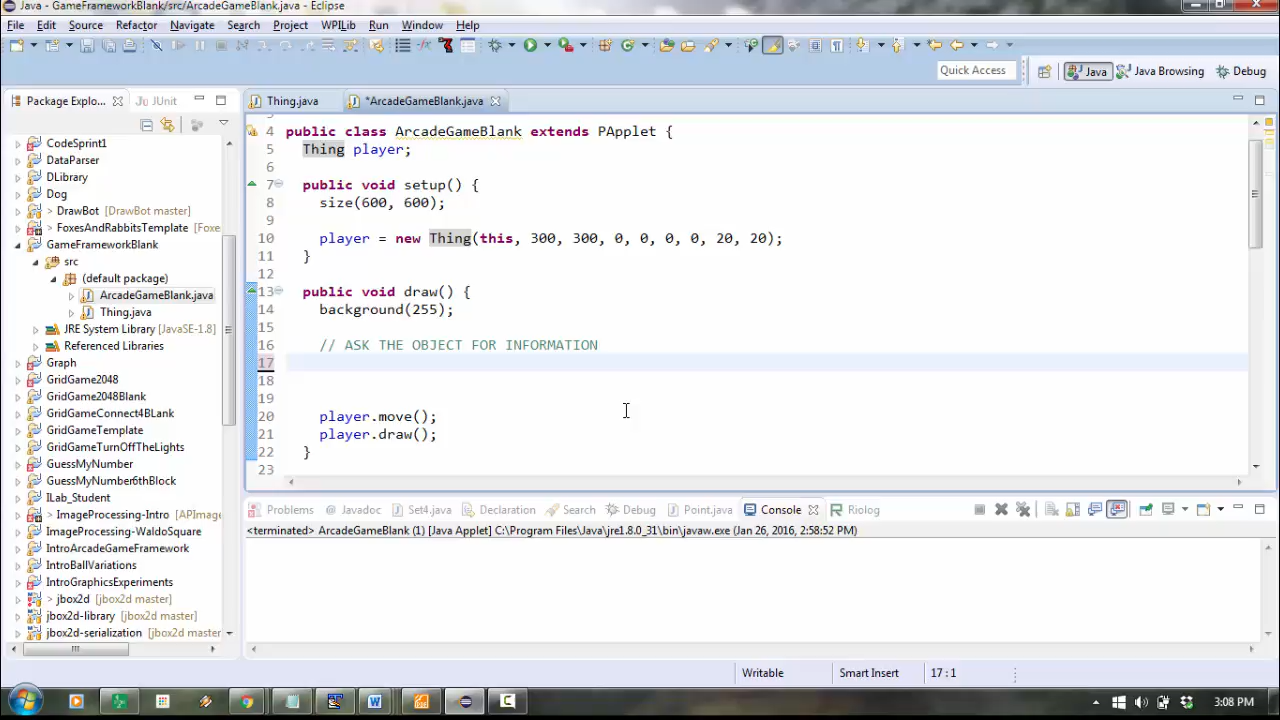 Java - GameFrameworkBlank/src/ArcadeGameBlank.java - Eclipse
File Edit Source Refactor Navigate Search Project WPILib Run Window Help
Quick Access Java Java Browsing Debug
Package Explo... JUnit Thing.java *ArcadeGameBlank.java
CodeSprint1
DataParser
DLibrary
Dog
> DrawBot [DrawBot master]
> FoxesAndRabbitsTemplate [Foxe
GameFrameworkBlank
src
(default package)
ArcadeGameBlank.java
Thing.java
JRE System Library [JavaSE-1.8]
Referenced Libraries
Graph
GridGame2048
GridGame2048Blank
GridGameConnect4BLank
GridGameTemplate
GridGameTurnOffTheLights
GuessMyNumber
GuessMyNumber6thBlock
ILab_Student
ImageProcessing-Intro [APImage
ImageProcessing-WaldoSquare
IntroArcadeGameFramework
IntroBallVariations
IntroGraphicsExperiments
> jbox2d [jbox2d master]
jbox2d-library [jbox2d master]
jbox2d-serialization [jbox2d master
4 public class ArcadeGameBlank extends PApplet {
5 Thing player;
6
7 public void setup() {
8 size(600, 600);
9
10 player = new Thing(this, 300, 300, 0, 0, 0, 0, 20, 20);
11 }
12
13 public void draw() {
14 background(255);
15
16 // ASK THE OBJECT FOR INFORMATION
17
18
19
20 player.move();
21 player.draw();
22 }
23
Problems Javadoc Set4.java Declaration Search Debug Point.java Console Riolog
<terminated> ArcadeGameBlank (1) [Java Applet] C:\Program Files\Java\jre1.8.0_31\bin\javaw.exe (Jan 26, 2016, 2:58:52 PM)
Writable Smart Insert 17 : 1
3:08 PM